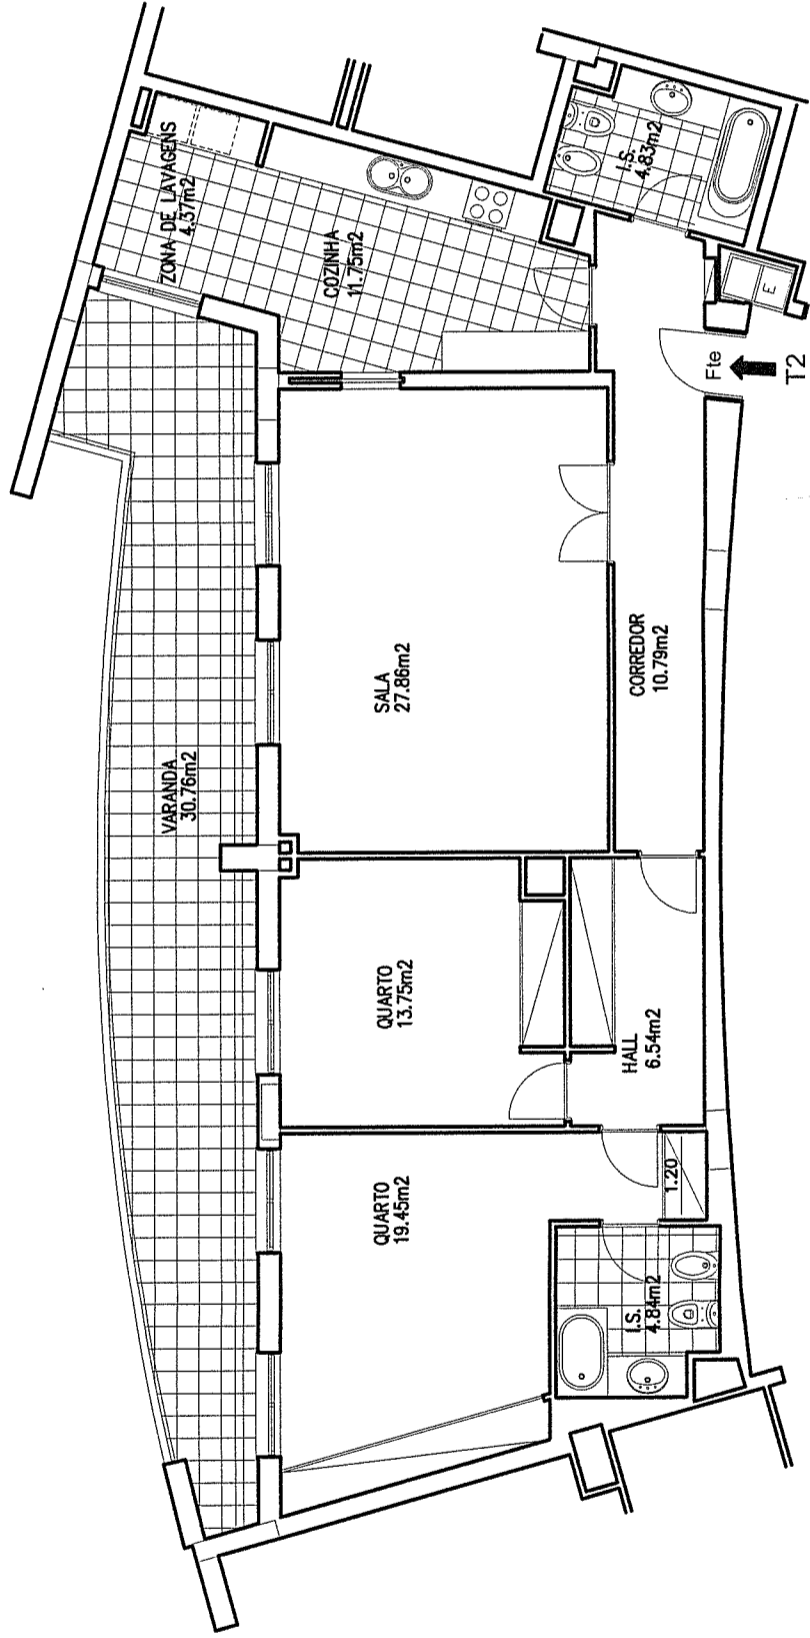 ZONA DE LAVAGENS
4.37m2
COZINHA
11.75m2
I.S.
4.83m2
E
Fte
T2
VARANDA
30.76m2
SALA
27.86m2
CORREDOR
10.79m2
QUARTO
13.75m2
HALL
6.54m2
QUARTO
19.45m2
1.20
I.S.
4.84m2